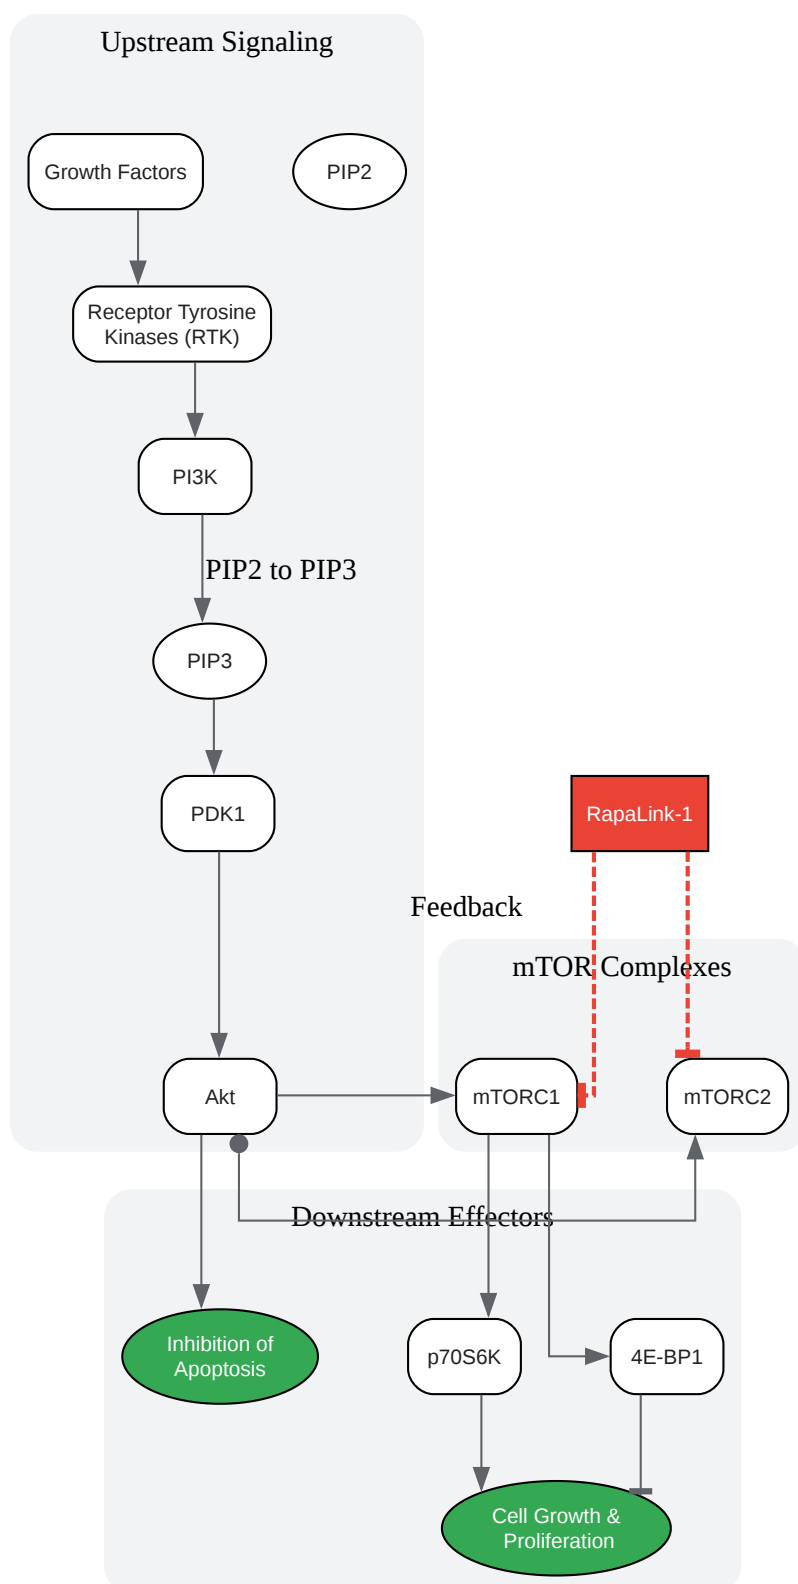 Upstream Signaling
Growth Factors
PIP2
Receptor Tyrosine
Kinases (RTK)
PI3K
PIP2 to PIP3
PIP3
PDK1
RapaLink-1
Feedback
mTOR Complexes
Akt
mTORC1
mTORC2
Downstream Effectors
Inhibition of
Apoptosis
p70S6K
4E-BP1
Cell Growth &
Proliferation